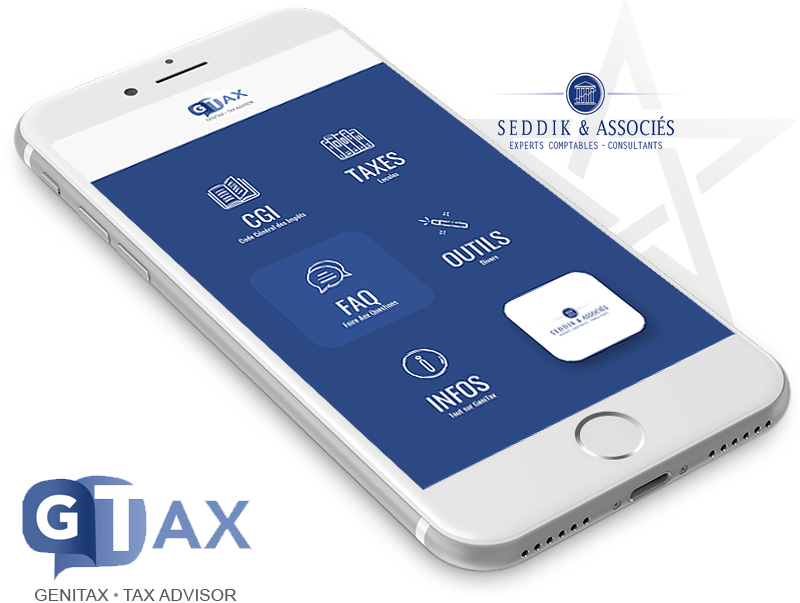 GTAX
GENITAX • TAX ADVISOR
TAXES
Locales
CGI
Code Général des Impôts
OUTILS
Divers
FAQ
Foire Aux Questions
SEDDIK & ASSOCIÉS
INFOS
Tout sur GeniTax
SEDDIK & ASSOCIÉS
EXPERTS COMPTABLES - CONSULTANTS
GTAX
GENITAX • TAX ADVISOR